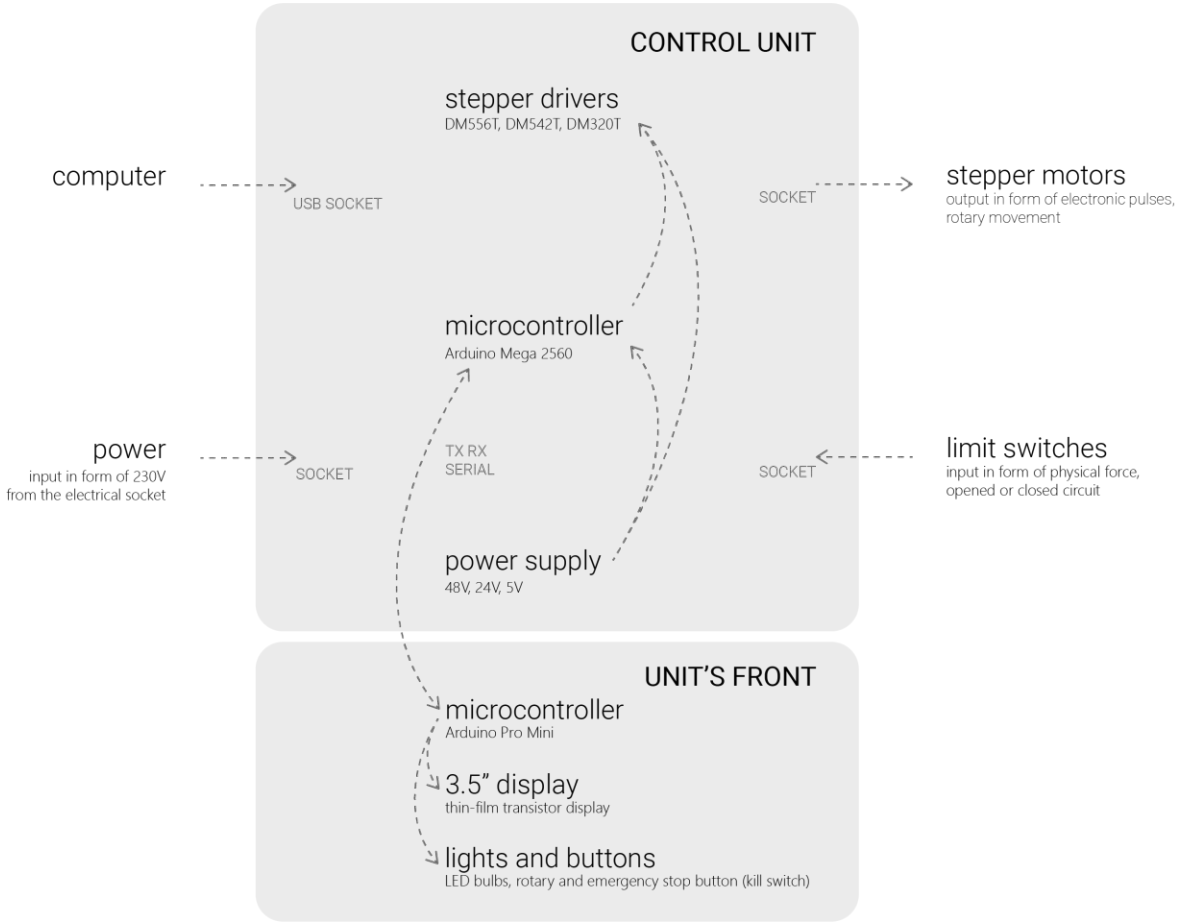 CONTROL UNIT
stepper drivers
DM556T, DM542T, DM320T
computer
USB SOCKET
SOCKET
stepper motors
output in form of electronic pulses,
rotary movement
microcontroller
Arduino Mega 2560
power
input in form of 230V
from the electrical socket
SOCKET
TX RX
SERIAL
SOCKET
limit switches
input in form of physical force,
opened or closed circuit
power supply
48V, 24V, 5V
UNIT'S FRONT
microcontroller
Arduino Pro Mini
3.5” display
thin-film transistor display
lights and buttons
LED bulbs, rotary and emergency stop button (kill switch)